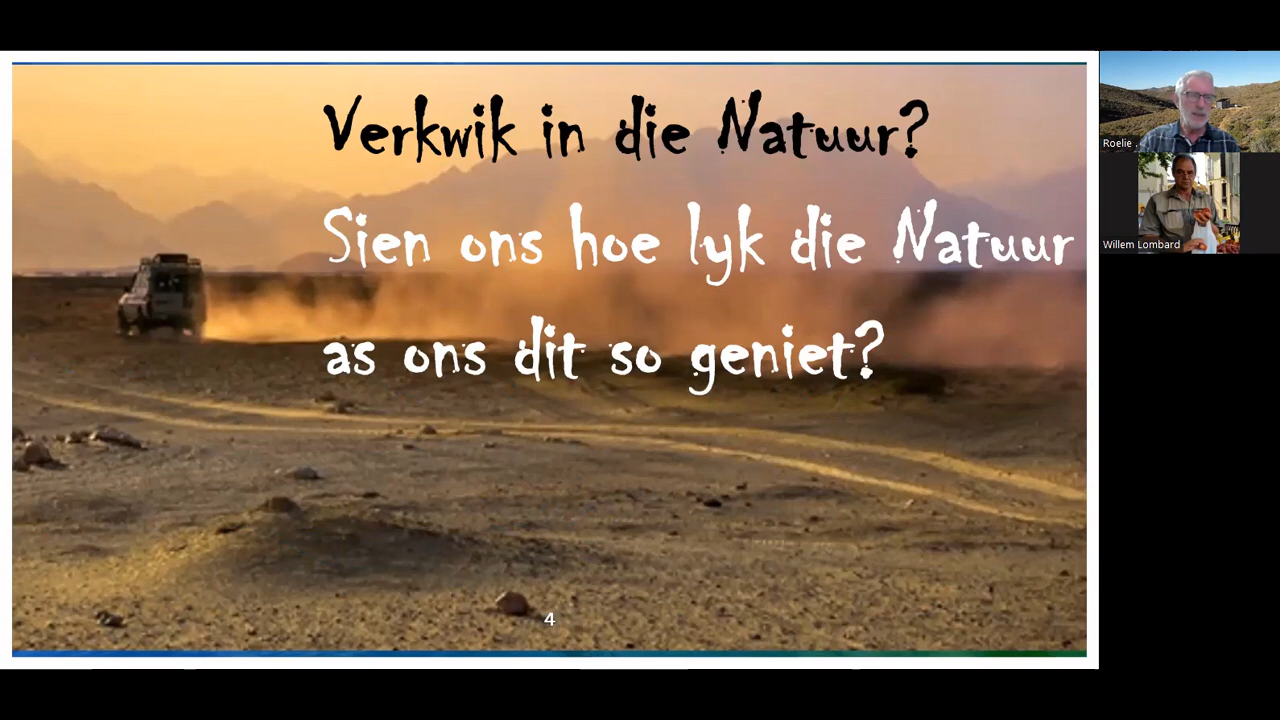 Verkwik in die Natuur?
Sien ons hoe lyk die Natuur
as ons dit so geniet?
4
Roelie .
Willem Lombard